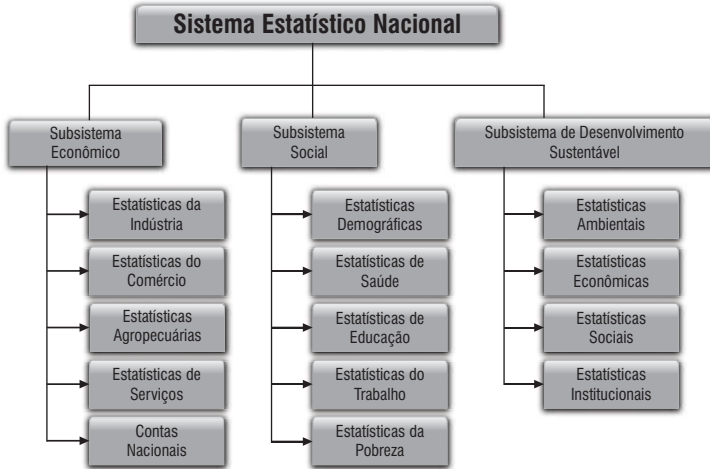 Sistema Estatístico Nacional
Subsistema
Econômico
Estatísticas da
Indústria
Estatísticas do
Comércio
Estatísticas
Agropecuárias
Estatísticas de
Serviços
Contas
Nacionais
Subsistema
Social
Estatísticas
Demográficas
Estatísticas de
Saúde
Estatísticas de
Educação
Estatísticas do
Trabalho
Estatísticas da
Pobreza
Subsistema de Desenvolvimento
Sustentável
Estatísticas
Ambientais
Estatísticas
Econômicas
Estatísticas
Sociais
Estatísticas
Institucionais